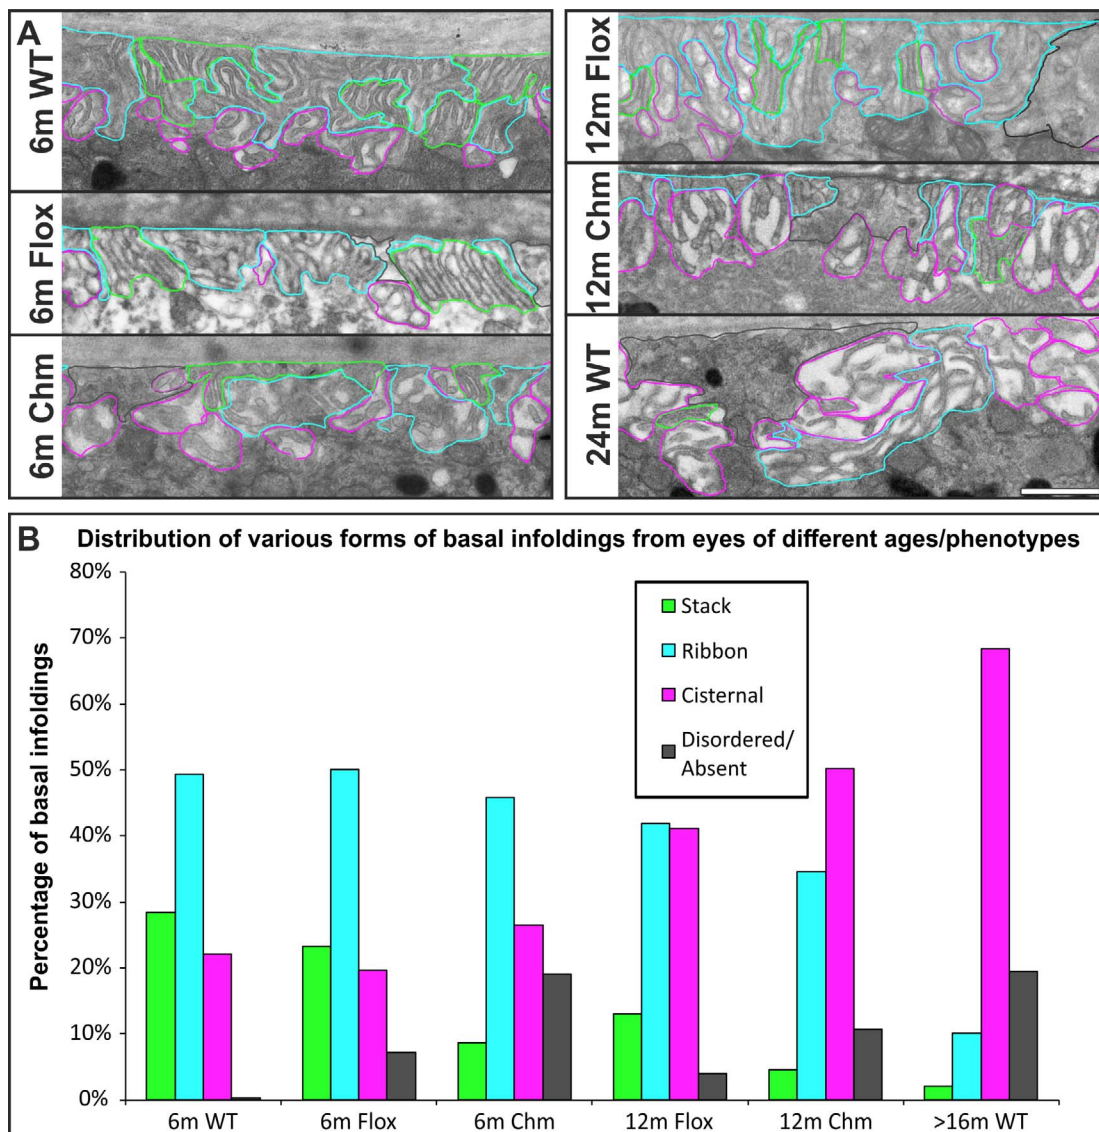 A
6m WT
6m Flox
6m Chm
12m Flox
12m Chm
24m WT
B Distribution of various forms of basal infoldings from eyes of different ages/phenotypes
Percentage of basal infoldings
80%
70%
60%
50%
40%
30%
20%
10%
0%
Stack
Ribbon
Cisternal
Disordered/
Absent
6m WT 6m Flox 6m Chm 12m Flox 12m Chm >16m WT